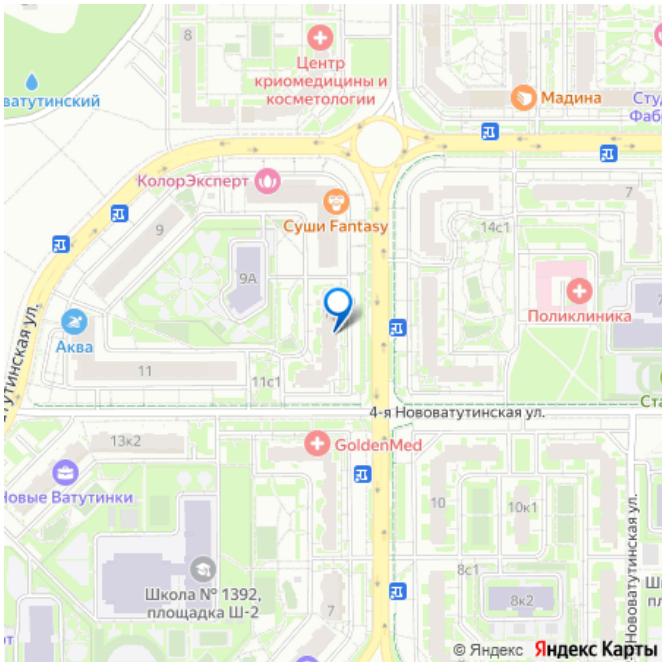 8
Центр
криомедицины и
косметологии
ватутинский
Мадина
Студ
Фабр
КолорЭксперт
7
Суши Fantasy
9
14с1
9А
Поликлиника
Аква
тутинская ул.
11
11с1
Ста
4-я Нововатутинская ул.
13к2
GoldenMed
Новые Ватутинки
10
10к1
Школа № 1392,
площадка Ш-2
8с1
8к2
7
Нововатутинская ул.
пл
© Яндекс Яндекс Карты